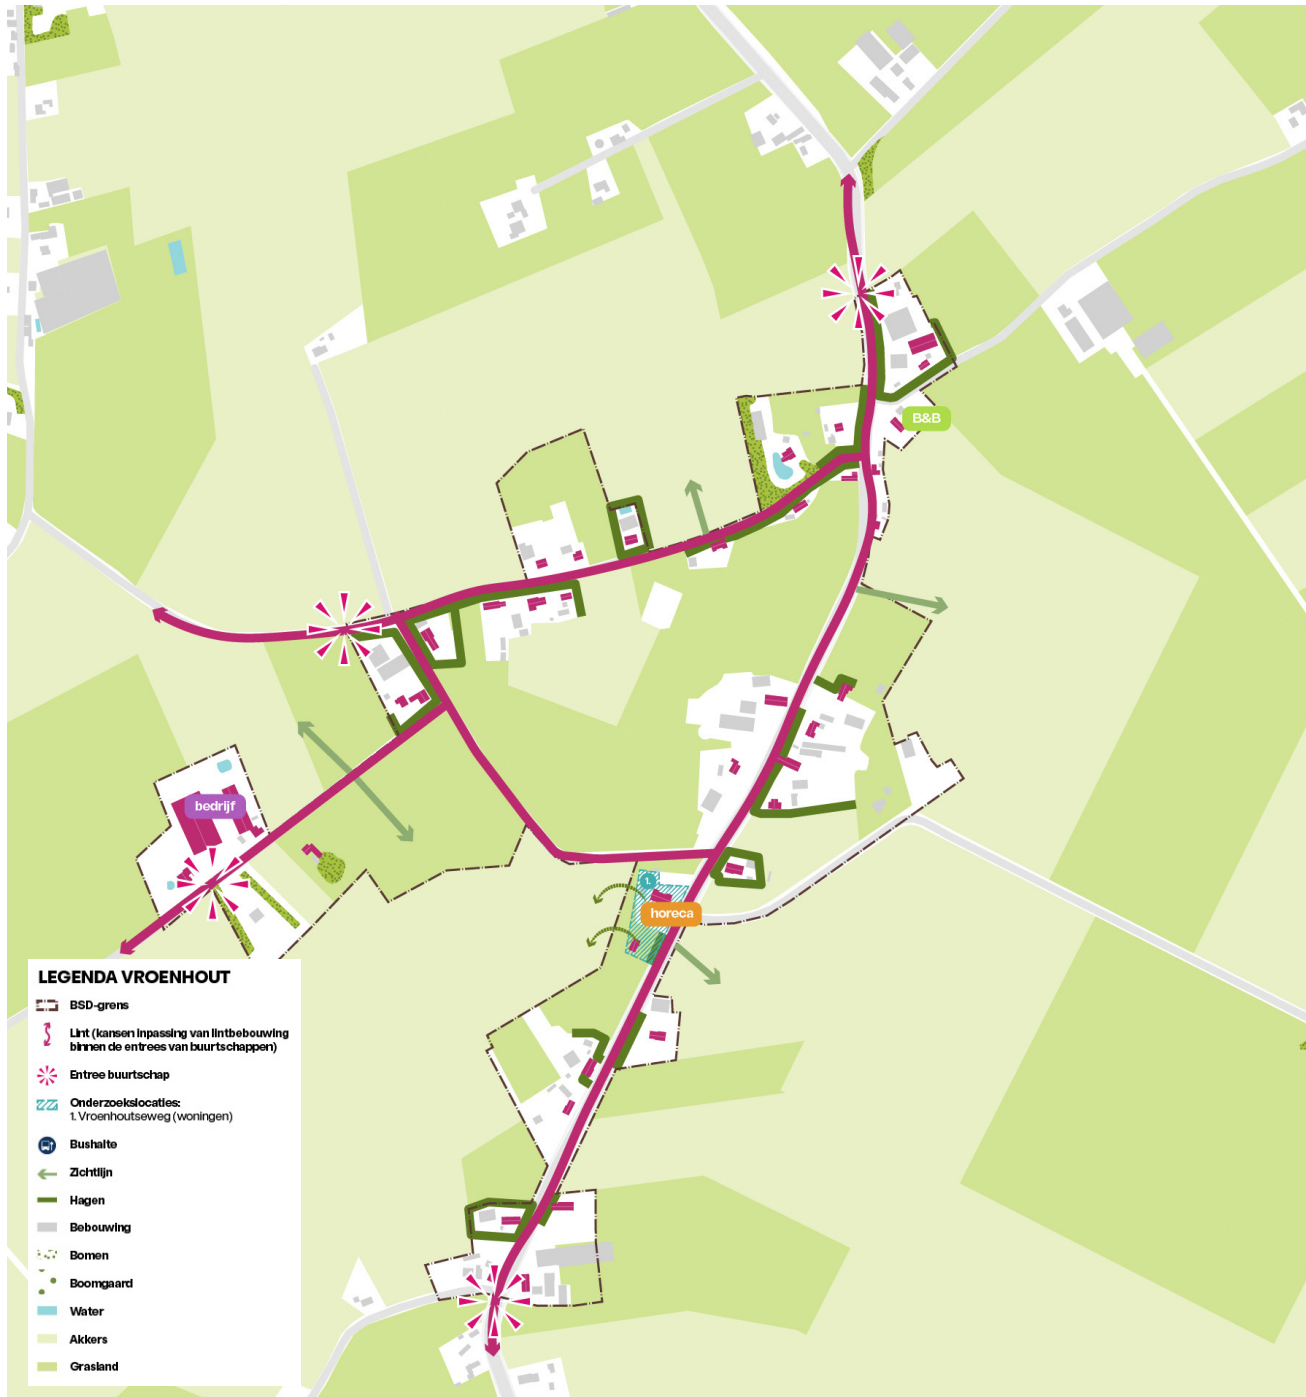 B&B
bedrijf
1.
horeca
LEGENDA VROENHOUT
BSD-grens
Lint (kansen inpassing van lintbebouwing
binnen de entrees van buurtschappen)
Entree buurtschap
Onderzoekslocaties:
1. Vroenhoutseweg (woningen)
Bushalte
Zichtlijn
Hagen
Bebouwing
Bomen
Boomgaard
Water
Akkers
Grasland